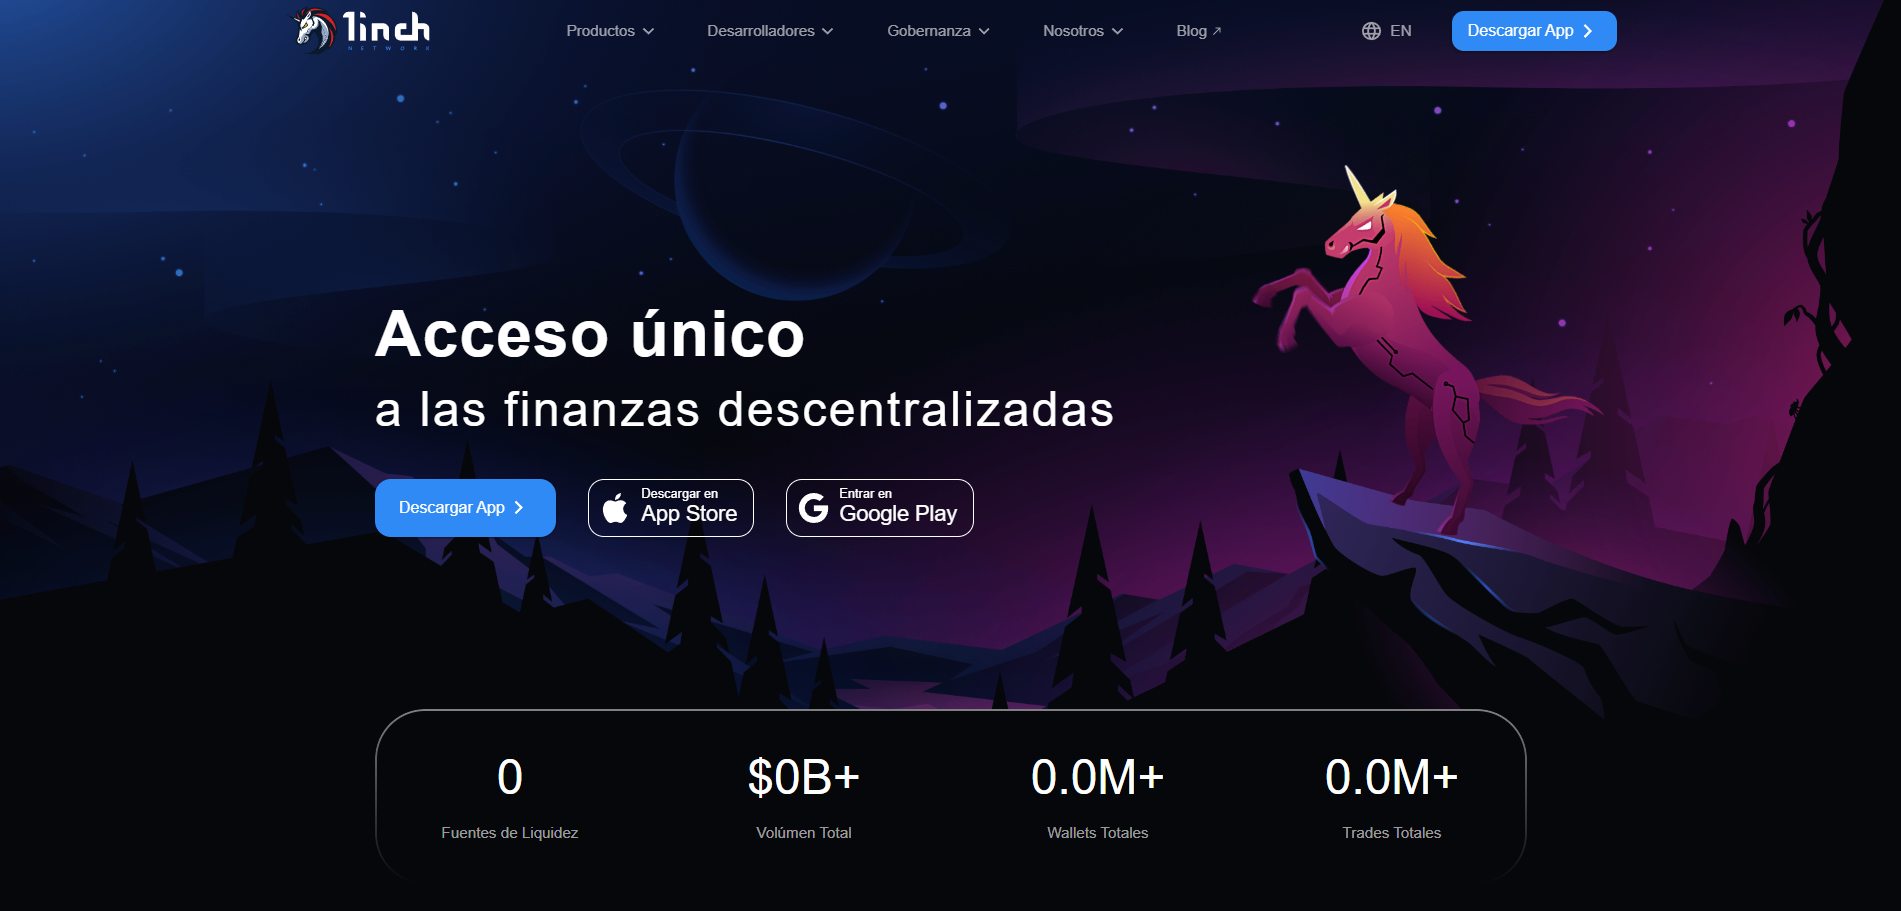 1inch
NETWORK
Productos
Desarrolladores
Gobernanza
Nosotros
Blog
EN
Descargar App
Acceso único
a las finanzas descentralizadas
Descargar App
Descargar en
App Store
Entrar en
Google Play
0
$0B+
0.0M+
0.0M+
Fuentes de Liquidez
Volúmen Total
Wallets Totales
Trades Totales